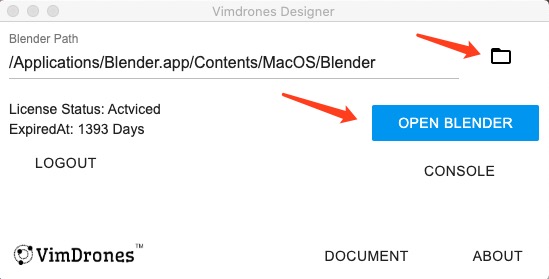 Vimdrones Designer
Blender Path
/Applications/Blender.app/Contents/MacOS/Blender
License Status: Actviced
ExpiredAt: 1393 Days
OPEN BLENDER
LOGOUT
CONSOLE
VimDrones™
DOCUMENT
ABOUT